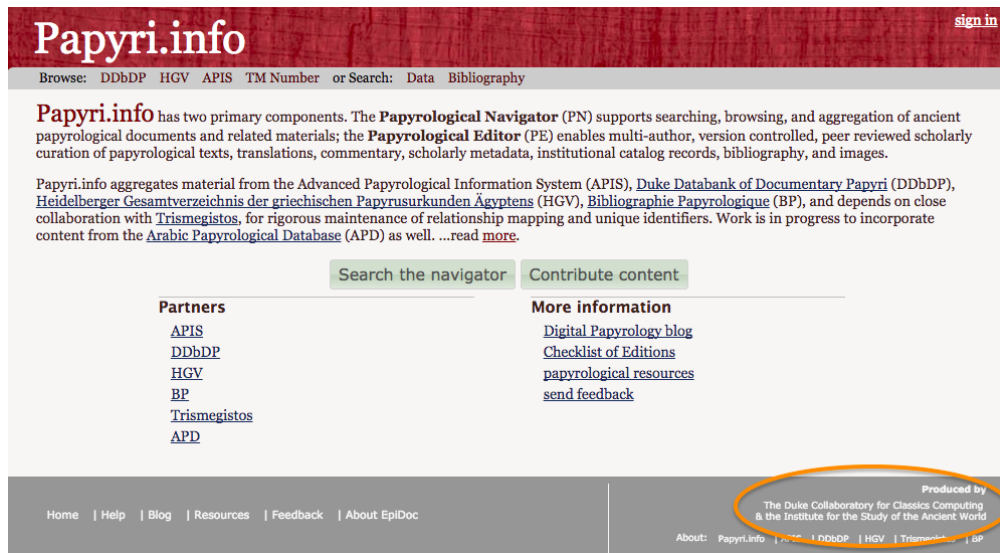 Papyri.info
sign in
Browse: DDbDP HGV APIS TM Number or Search: Data Bibliography
Papyri.info has two primary components. The Papyrological Navigator (PN) supports searching, browsing, and aggregation of ancient
papyrological documents and related materials; the Papyrological Editor (PE) enables multi-author, version controlled, peer reviewed scholarly
curation of papyrological texts, translations, commentary, scholarly metadata, institutional catalog records, bibliography, and images.
Papyri.info aggregates material from the Advanced Papyrological Information System (APIS), Duke Databank of Documentary Papyri (DDbDP),
Heidelberger Gesamtverzeichnis der griechischen Papyrusurkunden Ägyptens (HGV), Bibliographie Papyrologique (BP), and depends on close
collaboration with Trismegistos, for rigorous maintenance of relationship mapping and unique identifiers. Work is in progress to incorporate
content from the Arabic Papyrological Database (APD) as well. ...read more.
Search the navigator
Contribute content
Partners
APIS
DDbDP
HGV
BP
Trismegistos
APD
More information
Digital Papyrology blog
Checklist of Editions
papyrological resources
send feedback
Home | Help | Blog | Resources | Feedback | About EpiDoc
Produced by
The Duke Collaboratory for Classics Computing
& the Institute for the Study of the Ancient World
About: Papyri.info | APIS | DDbDP | HGV | Trismegistos | BP